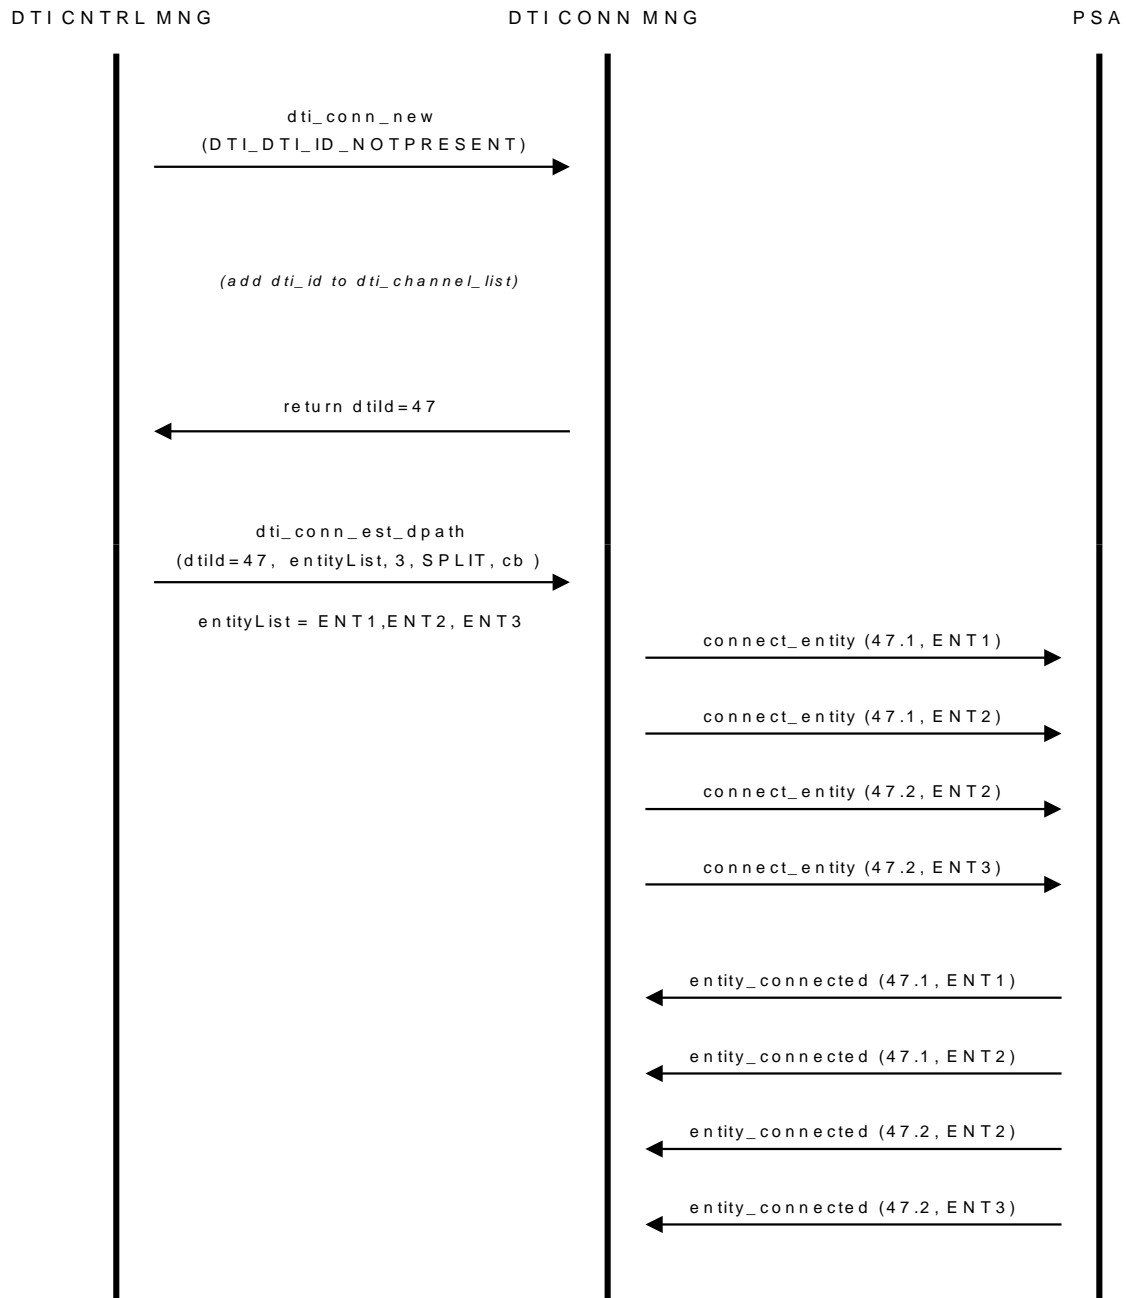 DTI CNTRL MNG
DTI CONN MNG
PSA
dti_conn_new
(DTI_DTI_ID_NOTPRESENT)
(add dti_id to dti_channel_list)
return dtiId=47
dti_conn_est_dpath
(dtiId=47, entityList, 3, SPLIT, cb )
entityList = ENT1,ENT2, ENT3
connect_entity (47.1, ENT1)
connect_entity (47.1, ENT2)
connect_entity (47.2, ENT2)
connect_entity (47.2, ENT3)
entity_connected (47.1, ENT1)
entity_connected (47.1, ENT2)
entity_connected (47.2, ENT2)
entity_connected (47.2, ENT3)